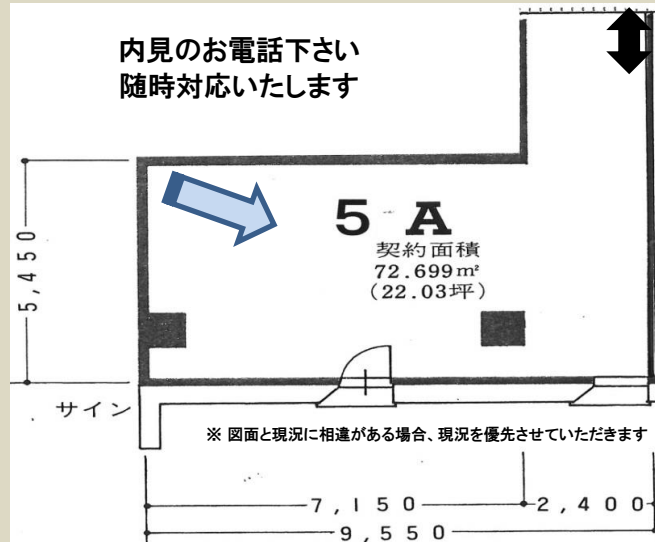 内見のお電話下さい
随時対応いたします
5 A
契約面積
72.699㎡
(22.03坪)
5,450
サイン
※ 図面と現況に相違がある場合、現況を優先させていただきます
7,150
2,400
9,550